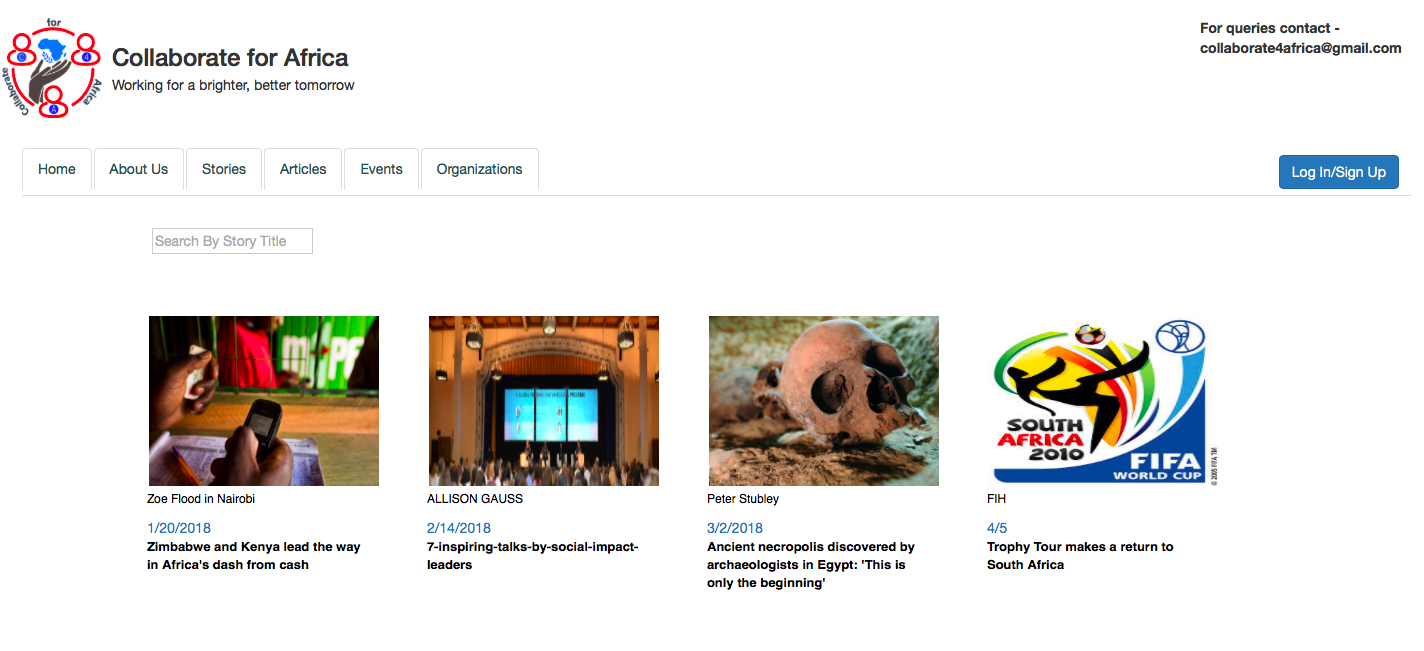 for
Collaborate
Africa
C
4
A
Collaborate for Africa
Working for a brighter, better tomorrow
For queries contact -
collaborate4africa@gmail.com
Home
About Us
Stories
Articles
Events
Organizations
Log In/Sign Up
Search By Story Title
SOUTH
AFRICA
2010
FIFA
WORLD CUP
© 2005 FIFA TM
Zoe Flood in Nairobi
1/20/2018
Zimbabwe and Kenya lead the way
in Africa's dash from cash
ALLISON GAUSS
2/14/2018
7-inspiring-talks-by-social-impact-
leaders
Peter Stubley
3/2/2018
Ancient necropolis discovered by
archaeologists in Egypt: 'This is
only the beginning'
FIH
4/5
Trophy Tour makes a return to
South Africa